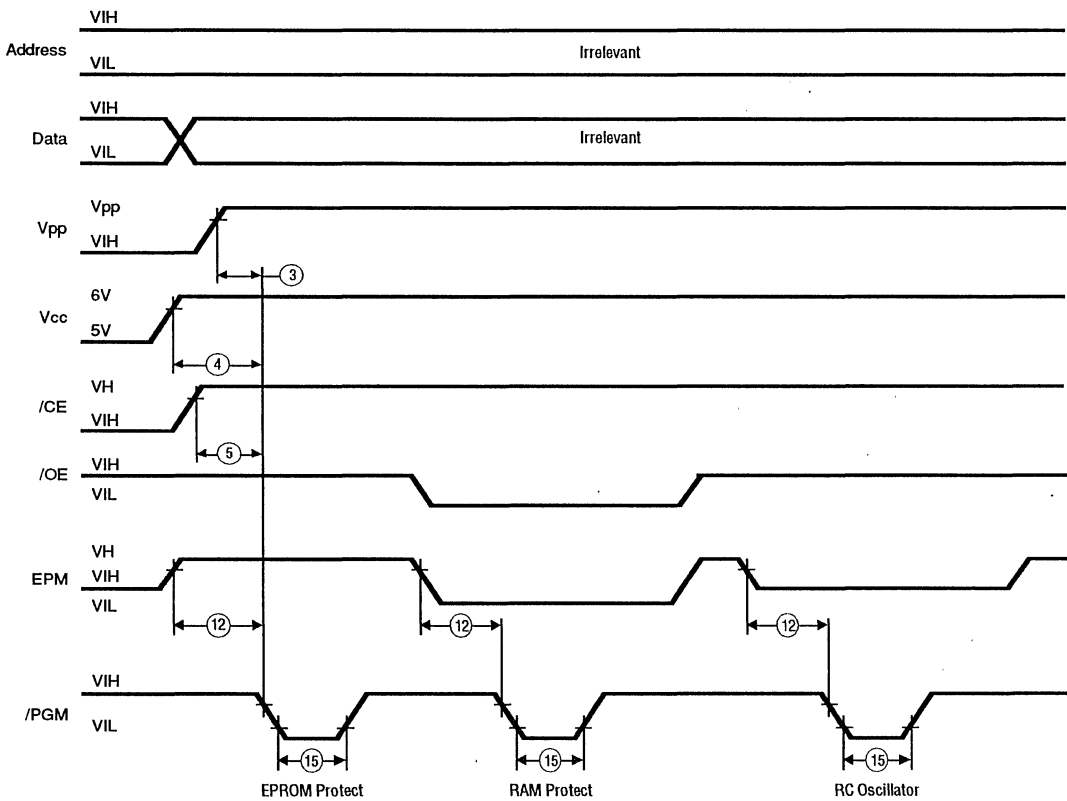 VIH
Address
Irrelevant
VIL
VIH
Data
Irrelevant
VIL
Vpp
Vpp
VIH
3
6V
Vcc
5V
4
VH
/CE
VIH
5
VIH
/OE
VIL
VH
EPM
VIH
VIL
12
12
12
VIH
/PGM
VIL
15
15
15
EPROM Protect
RAM Protect
RC Oscillator